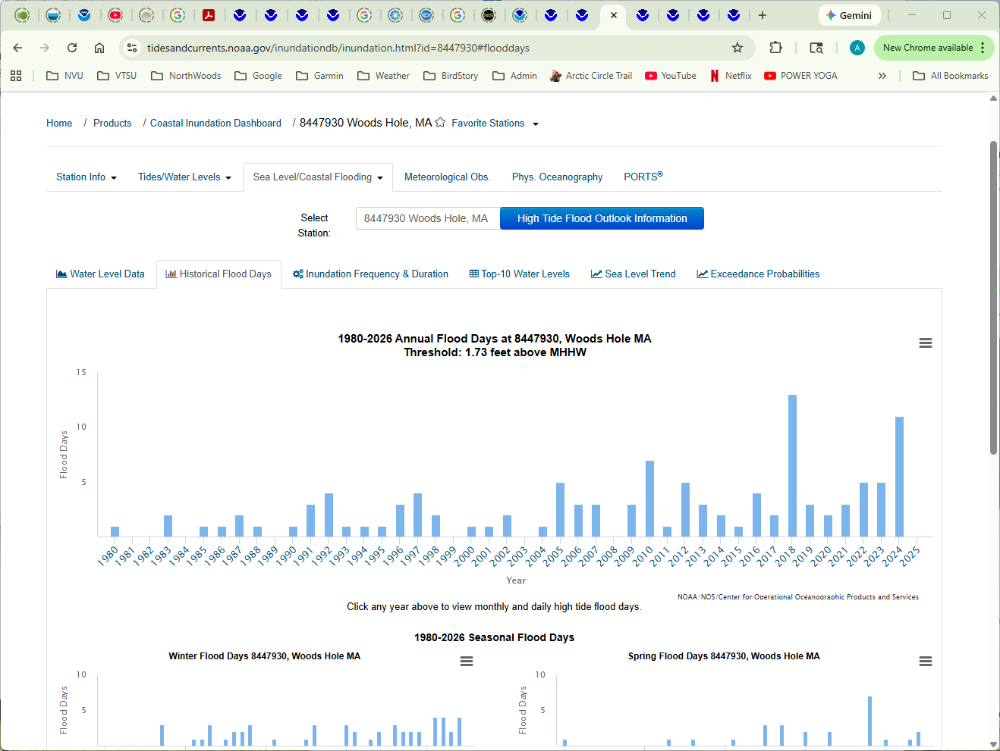 Gemini
tidesandcurrents.noaa.gov/inundationdb/inundation.html?id=8447930#flooddays
A
New Chrome available
NVU
VTSU
NorthWoods
Google
Garmin
Weather
BirdStory
Admin
Arctic Circle Trail
YouTube
Netflix
POWER YOGA
»
All Bookmarks
Home / Products / Coastal Inundation Dashboard / 8447930 Woods Hole, MA Favorite Stations
Station Info
Tides/Water Levels
Sea Level/Coastal Flooding
Meteorological Obs.
Phys. Oceanography
PORTS®
Select
Station:
8447930 Woods Hole, MA
High Tide Flood Outlook Information
Water Level Data
Historical Flood Days
Inundation Frequency & Duration
Top-10 Water Levels
Sea Level Trend
Exceedance Probabilities
1980-2026 Annual Flood Days at 8447930, Woods Hole MA
Threshold: 1.73 feet above MHHW
15
10
5
Flood Days
1980 1981 1982 1983 1984 1985 1986 1987 1988 1989 1990 1991 1992 1993 1994 1995 1996 1997 1998 1999 2000 2001 2002 2003 2004 2005 2006 2007 2008 2009 2010 2011 2012 2013 2014 2015 2016 2017 2018 2019 2020 2021 2022 2023 2024 2025
Year
NOAA/NOS/Center for Operational Oceanographic Products and Services
Click any year above to view monthly and daily high tide flood days.
1980-2026 Seasonal Flood Days
Winter Flood Days 8447930, Woods Hole MA
10
5
Flood Days
Spring Flood Days 8447930, Woods Hole MA
10
5
Flood Days